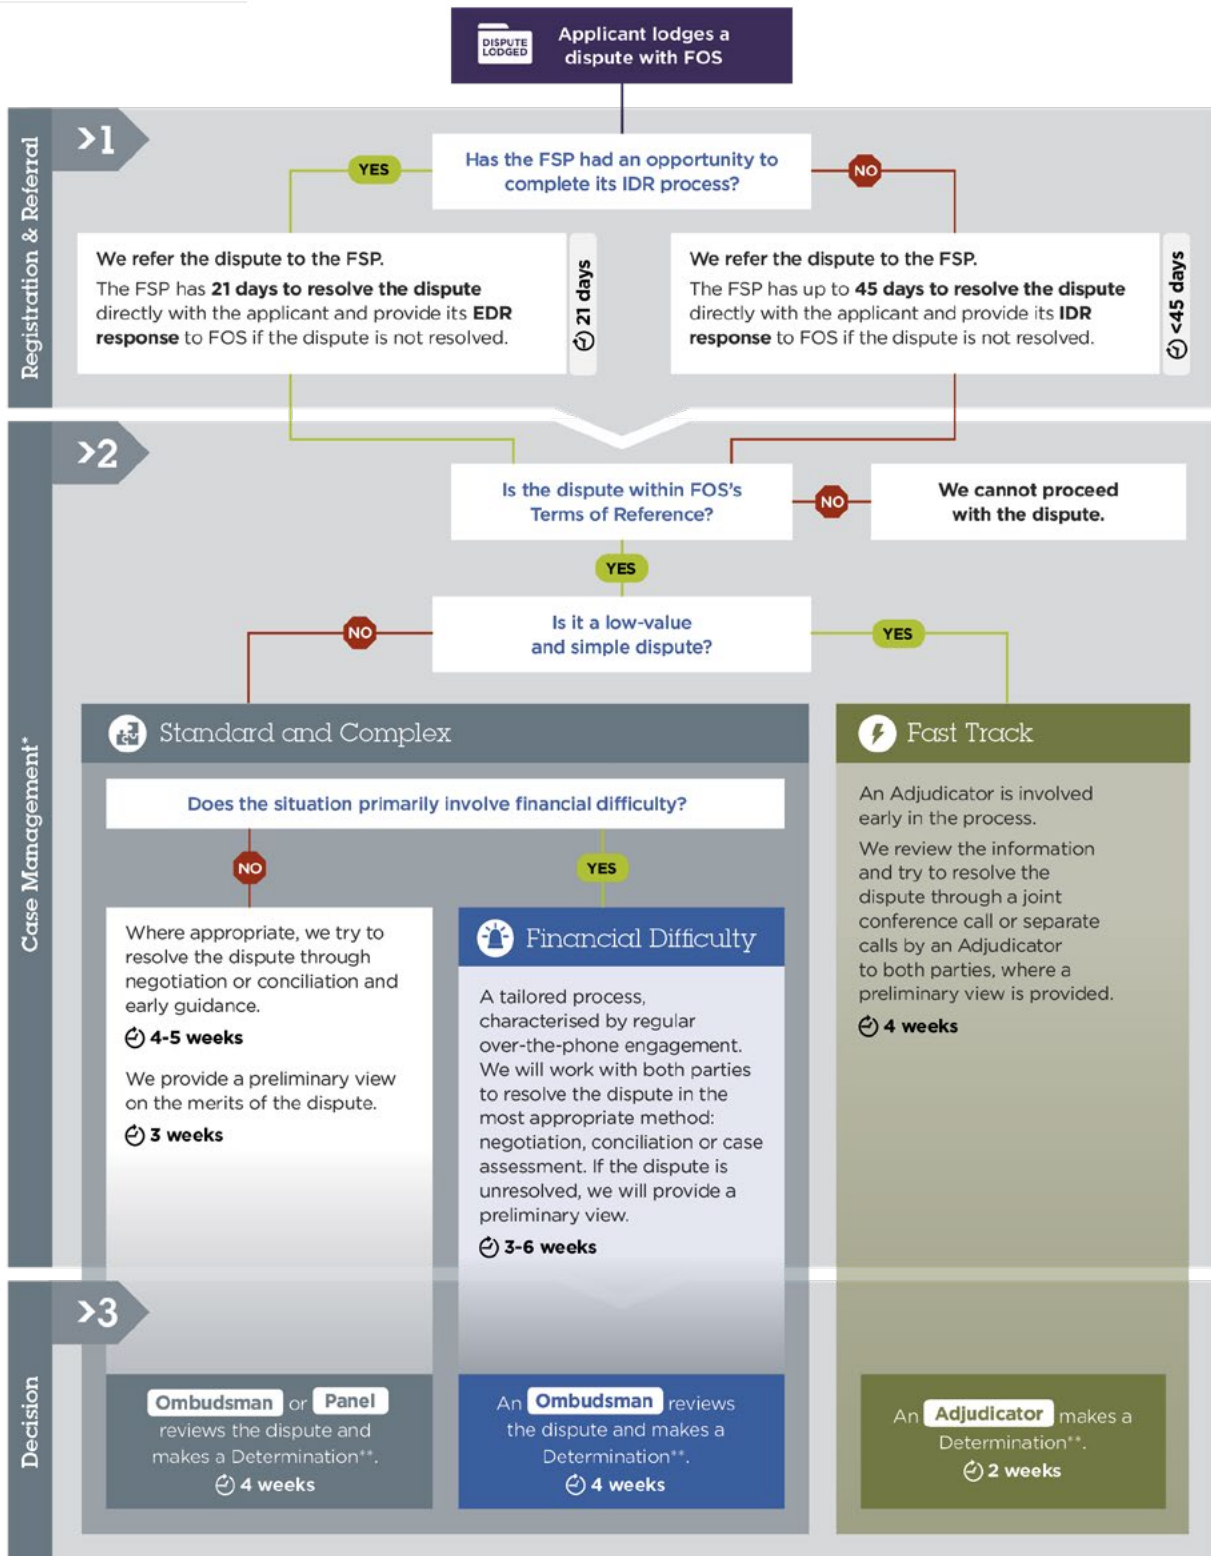 DISPUTE
LODGED
Applicant lodges a
dispute with FOS
Registration & Referral
>1
Has the FSP had an opportunity to
complete its IDR process?
YES
NO
We refer the dispute to the FSP.
The FSP has 21 days to resolve the dispute
directly with the applicant and provide its EDR
response to FOS if the dispute is not resolved.
21 days
We refer the dispute to the FSP.
The FSP has up to 45 days to resolve the dispute
directly with the applicant and provide its IDR
response to FOS if the dispute is not resolved.
<45 days
Case Management*
>2
Is the dispute within FOS's
Terms of Reference?
NO
We cannot proceed
with the dispute.
YES
Is it a low-value
and simple dispute?
NO
YES
Standard and Complex
Does the situation primarily involve financial difficulty?
NO
YES
Where appropriate, we try to
resolve the dispute through
negotiation or conciliation and
early guidance.
4-5 weeks
We provide a preliminary view
on the merits of the dispute.
3 weeks
Financial Difficulty
A tailored process,
characterised by regular
over-the-phone engagement.
We will work with both parties
to resolve the dispute in the
most appropriate method:
negotiation, conciliation or case
assessment. If the dispute is
unresolved, we will provide a
preliminary view.
3-6 weeks
Fast Track
An Adjudicator is involved
early in the process.
We review the information
and try to resolve the
dispute through a joint
conference call or separate
calls by an Adjudicator
to both parties, where a
preliminary view is provided.
4 weeks
Decision
>3
Ombudsman or Panel
reviews the dispute and
makes a Determination**.
4 weeks
An Ombudsman reviews
the dispute and makes a
Determination**.
4 weeks
An Adjudicator makes a
Determination**.
2 weeks